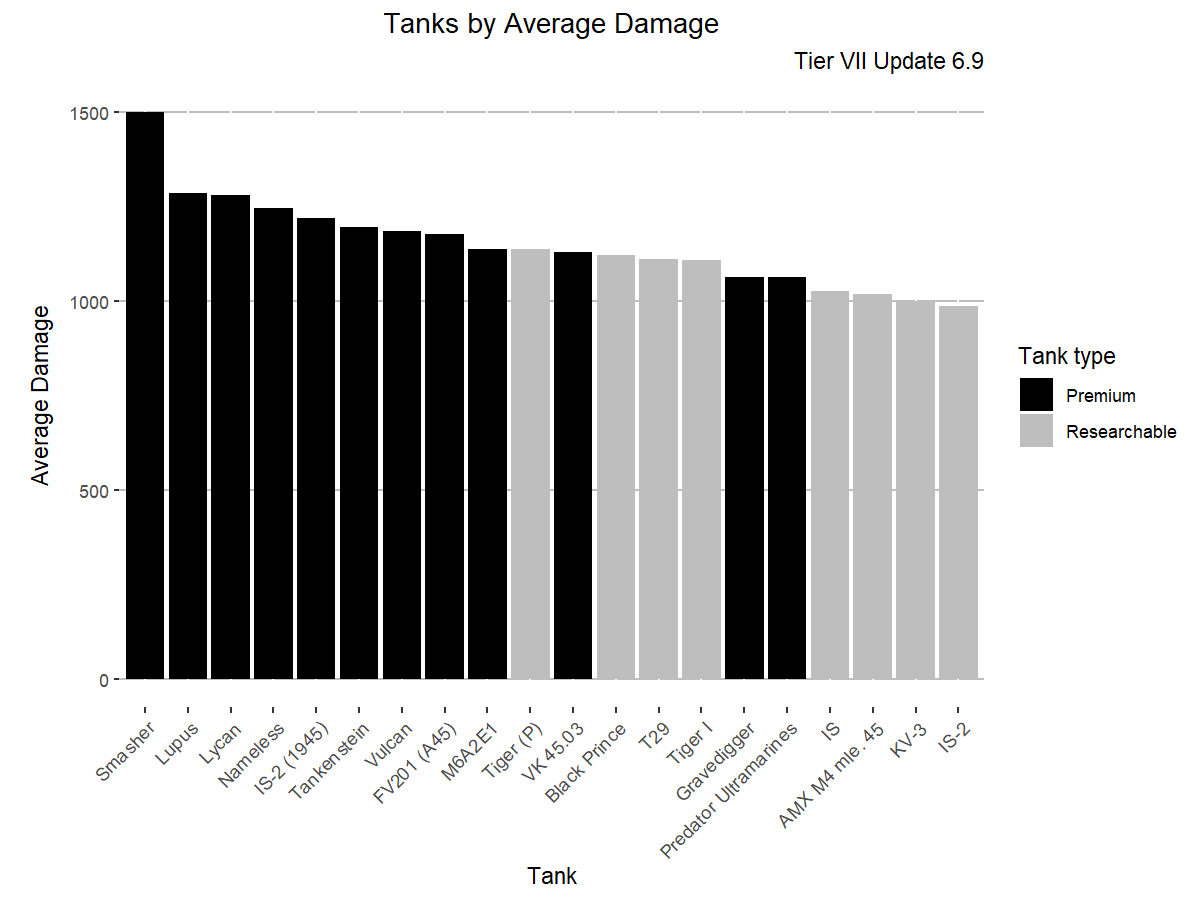 Tanks by Average Damage
Tier VII Update 6.9
Average Damage
1500
1000
500
0
Smasher
Lupus
Lycan
Nameless
IS-2 (1945)
Tankenstein
Vulcan
FV201 (A45)
M6A2E1
Tiger (P)
VK 45.03
Black Prince
T29
Tiger I
Gravedigger
Predator Ultramarines
IS
AMX M4 mle. 45
KV-3
IS-2
Tank
Tank type
Premium
Researchable